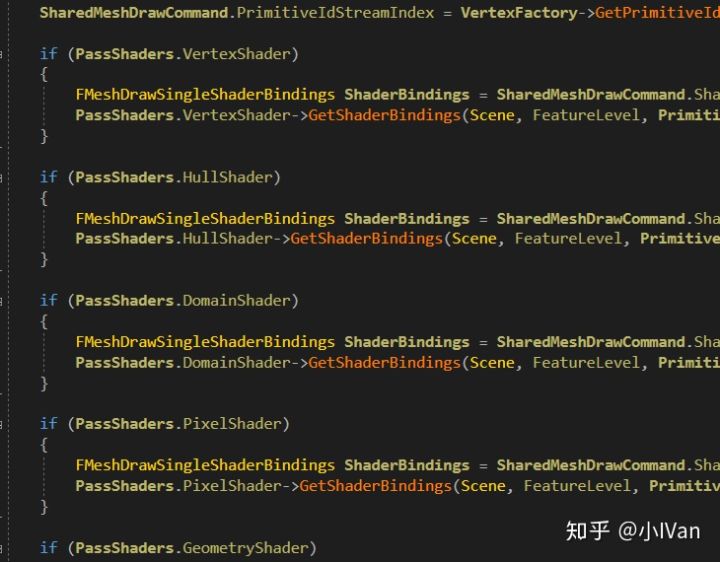 SharedMeshDrawCommand.PrimitiveIdStreamIndex = VertexFactory->GetPrimitiveId
if (PassShaders.VertexShader)
{
FMeshDrawSingleShaderBindings ShaderBindings = SharedMeshDrawCommand.Sha
PassShaders.VertexShader->GetShaderBindings(Scene, FeatureLevel, Primiti
}
if (PassShaders.HullShader)
{
FMeshDrawSingleShaderBindings ShaderBindings = SharedMeshDrawCommand.Sha
PassShaders.HullShader->GetShaderBindings(Scene, FeatureLevel, Primitive
}
if (PassShaders.DomainShader)
{
FMeshDrawSingleShaderBindings ShaderBindings = SharedMeshDrawCommand.Sha
PassShaders.DomainShader->GetShaderBindings(Scene, FeatureLevel, Primiti
}
if (PassShaders.PixelShader)
{
FMeshDrawSingleShaderBindings ShaderBindings = SharedMeshDrawCommand.Sha
PassShaders.PixelShader->GetShaderBindings(Scene, FeatureLevel, Primitiv
}
知乎 @小IVan
if (PassShaders.GeometryShader)